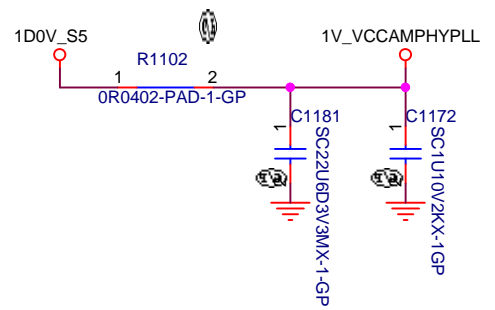 1D0V_S5
1V_VCCAMPHYPLL
R1102
1
2
0R0402-PAD-1-GP
C1181
1
SC22U6D3V3MX-1-GP
C1172
1
SC1U10V2KX-1GP